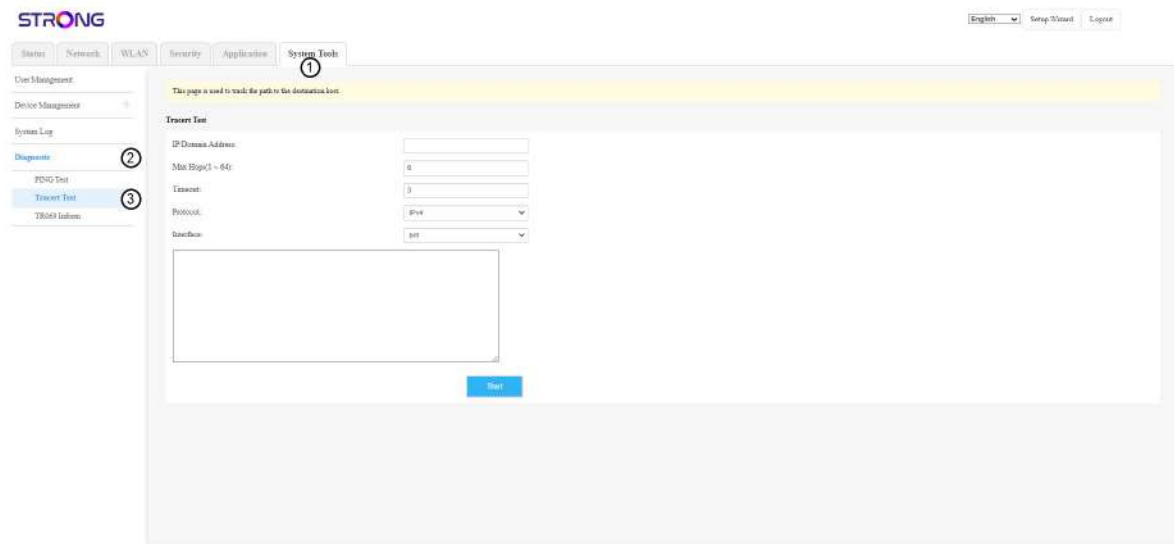 STRONG
English Setup Wizard Logout
Status Network WLAN Security Application System Tools
1
User Management
Device Management
System Log
Diagnostic 2
PING Test
Tracert Test 3
TR069 Inform
This page is used to track the path to the destination host.
Tracert Test
IP/Domain Address:
Max Hops(1 ~ 64):
Timeout: 3
Protocol: IPv4
Interface:
Start